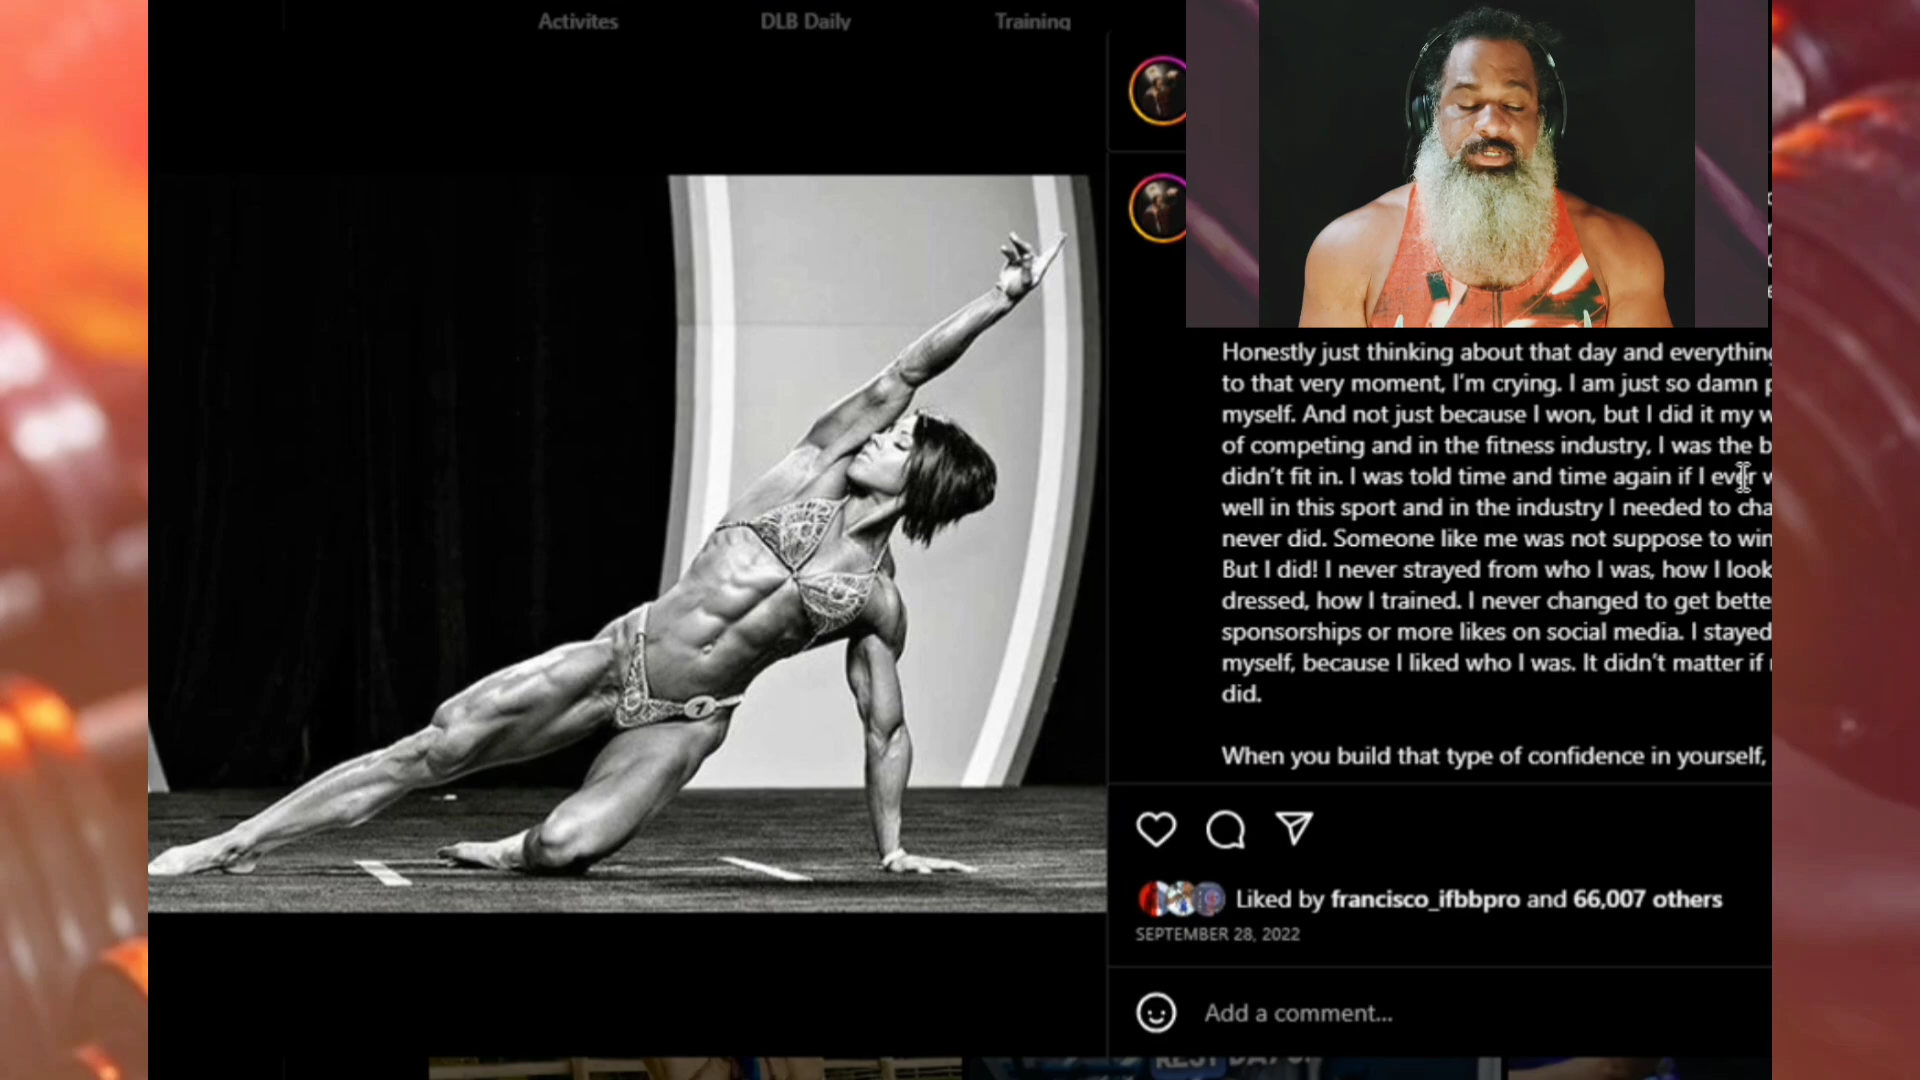 Activites DLB Daily Training
Honestly just thinking about that day and everything
to that very moment, I'm crying. I am just so damn
myself. And not just because I won, but I did it my
of competing and in the fitness industry, I was the
didn't fit in. I was told time and time again if I ever
well in this sport and in the industry I needed to
never did. Someone like me was not suppose to win
But I did! I never strayed from who I was, how I look
dressed, how I trained. I never changed to get
sponsorships or more likes on social media. I stayed
myself, because I liked who I was. It didn't matter if
did.
When you build that type of confidence in yourself,
7
Liked by francisco_ifbbpro and 66,007 others
SEPTEMBER 28, 2022
Add a comment...